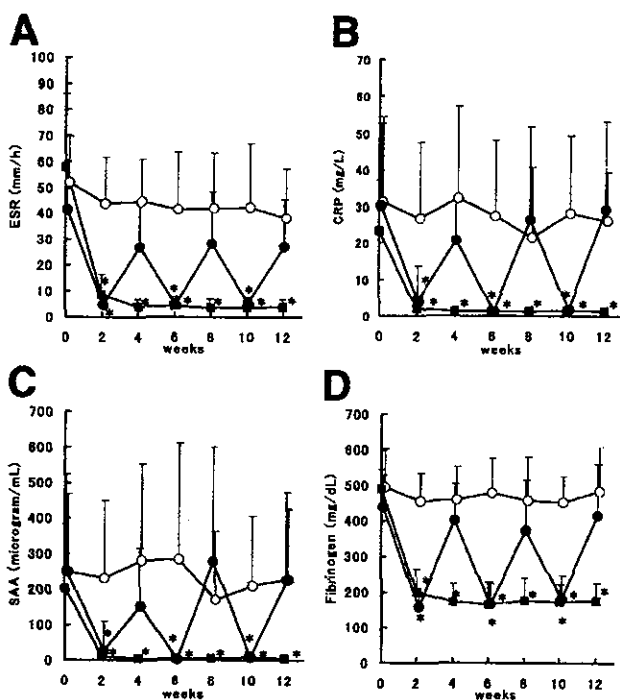 A
100
90
80
70
60
50
40
30
20
10
0
ESR (mm/h)
* * * * * * * *
0 2 4 6 8 10 12
weeks
B
70
60
50
40
30
20
10
0
CRP (mg/L)
* * * * * * * *
0 2 4 6 8 10 12
weeks
C
700
600
500
400
300
200
100
0
SAA (microgram/mL)
* * * * * * * *
0 2 4 6 8 10 12
weeks
D
700
600
500
400
300
200
100
0
Fibrinogen (mg/dL)
* * * * * * * * *
0 2 4 6 8 10 12
weeks